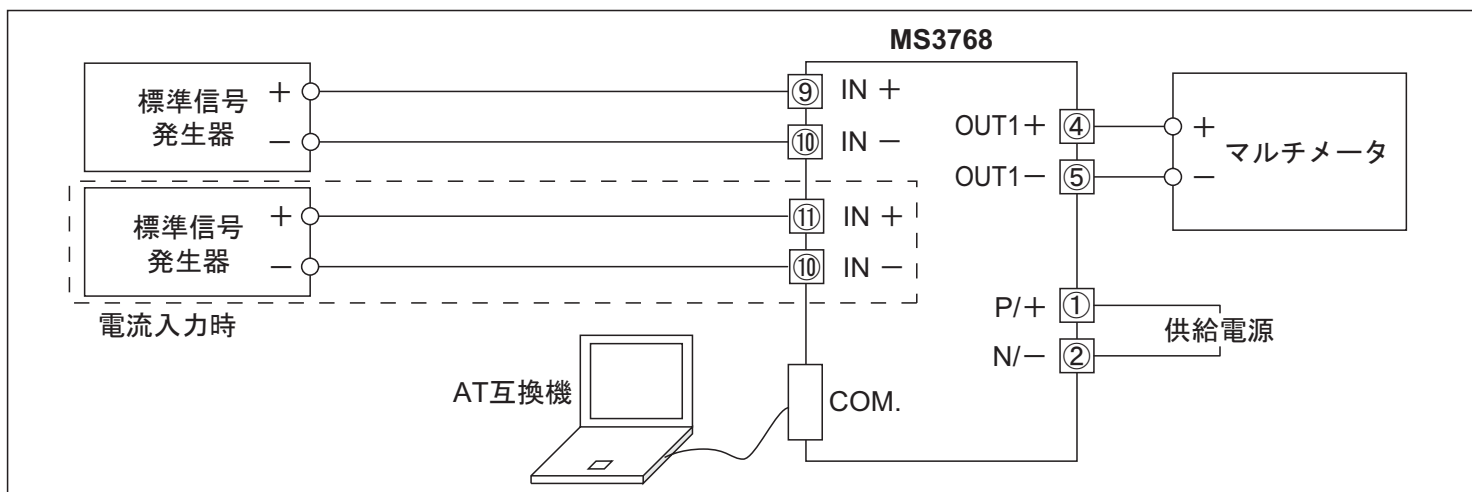 MS3768
標準信号
発生器
+
−
⑨ IN +
⑩ IN −
OUT1+ ④
OUT1− ⑤
+
−
マルチメータ
標準信号
発生器
+
−
⑪ IN +
⑩ IN −
電流入力時
P/+ ①
N/− ②
供給電源
AT互換機
COM.